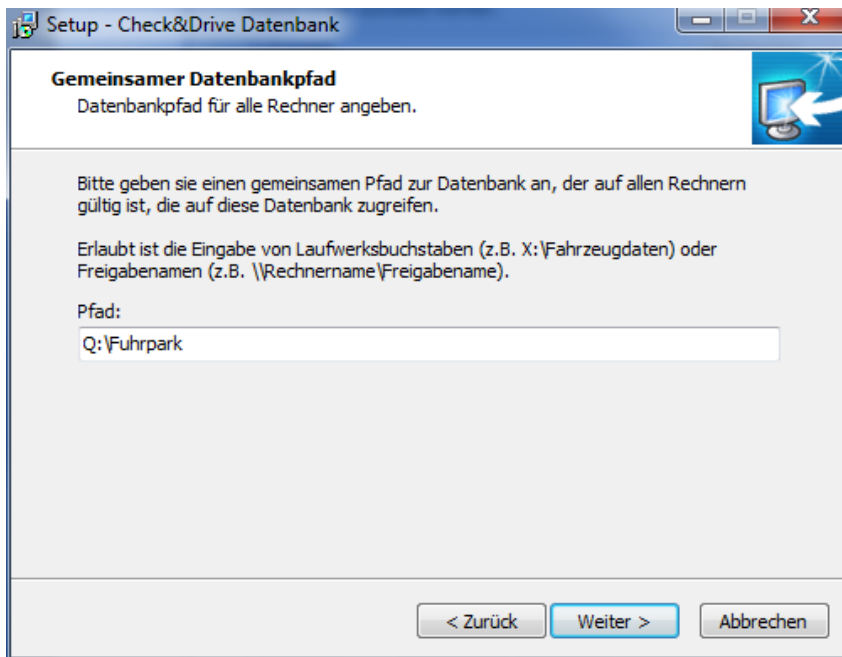 Setup - Check&Drive Datenbank
Gemeinsamer Datenbankpfad
Datenbankpfad für alle Rechner angeben.
Bitte geben sie einen gemeinsamen Pfad zur Datenbank an, der auf allen Rechnern
gültig ist, die auf diese Datenbank zugreifen.
Erlaubt ist die Eingabe von Laufwerksbuchstaben (z.B. X:\Fahrzeugdaten) oder
Freigabenamen (z.B. \\Rechnername\Freigabename).
Pfad:
Q:\Fuhrpark
< Zurück
Weiter >
Abbrechen